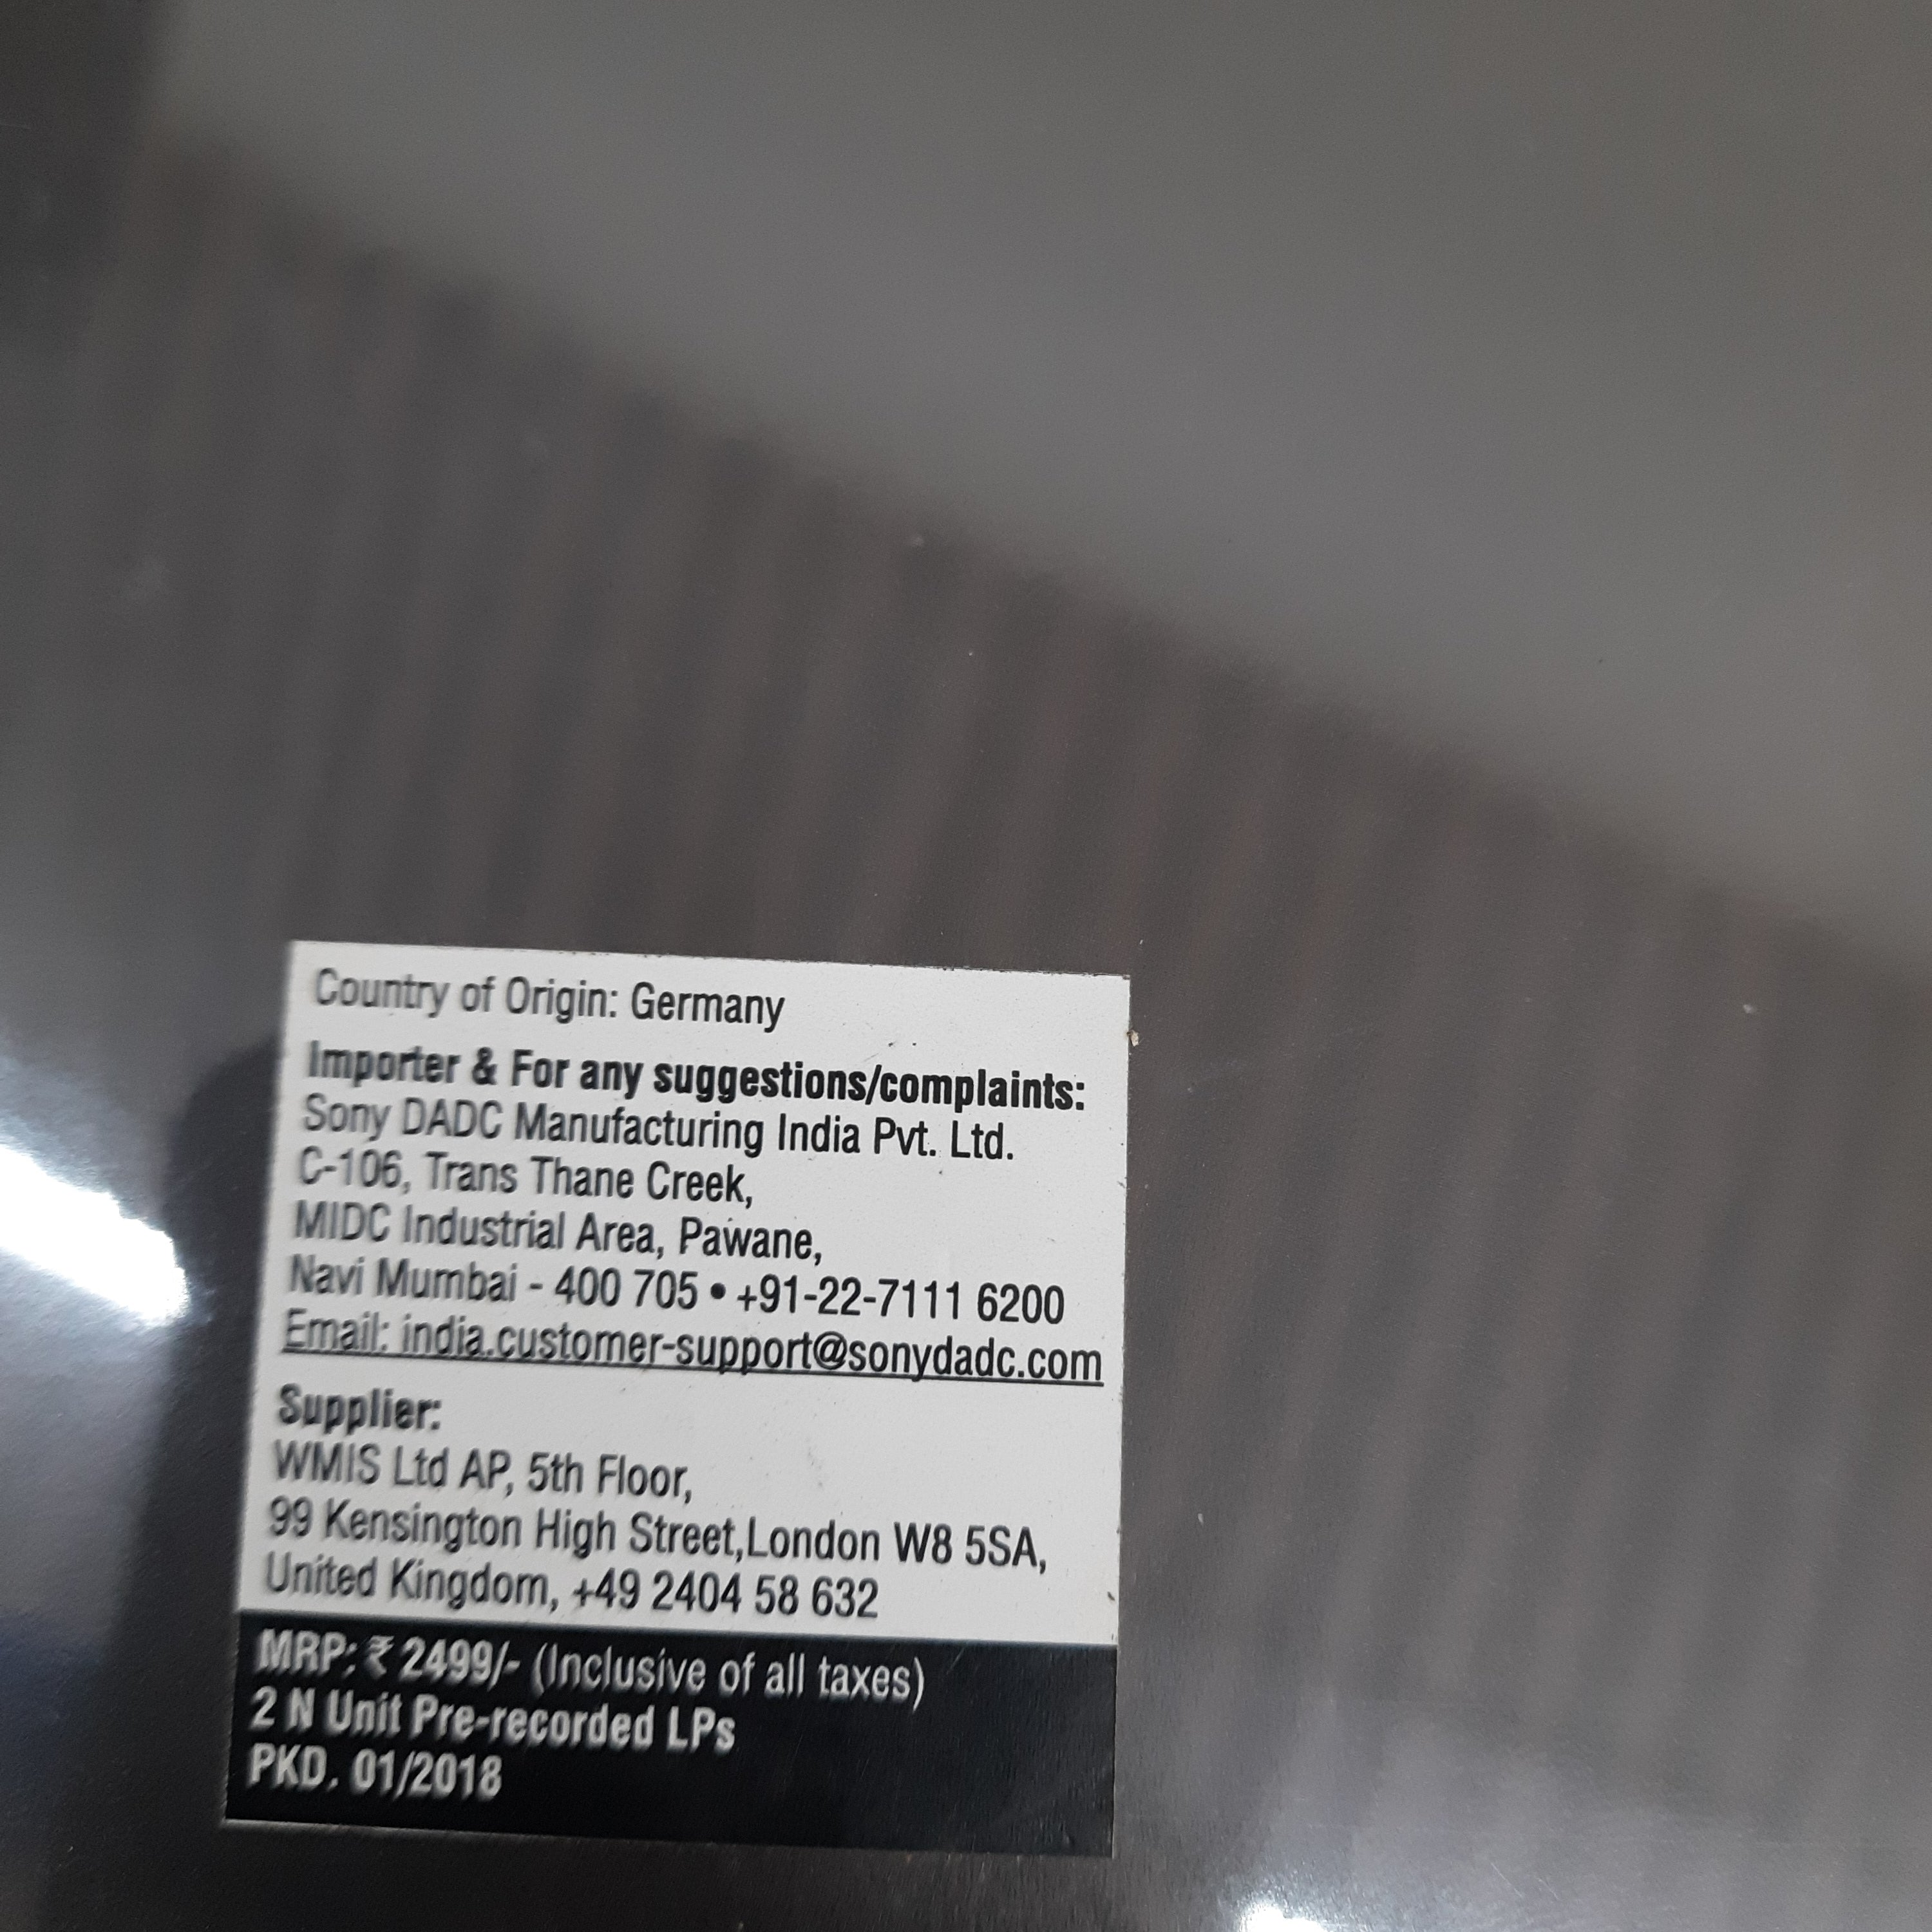 Country of Origin: Germany
Importer & For any suggestions/complaints:
Sony DADC Manufacturing India Pvt. Ltd.
C-106, Trans Thane Creek,
MIDC Industrial Area, Pawane,
Navi Mumbai - 400 705 • +91-22-7111 6200
Email: india.customer-support@sonydadc.com
Supplier:
WMIS Ltd AP, 5th Floor,
99 Kensington High Street,London W8 5SA,
United Kingdom, +49 2404 58 632
MRP: ₹ 2499/- (Inclusive of all taxes)
2 N Unit Pre-recorded LPs
PKD. 01/2018